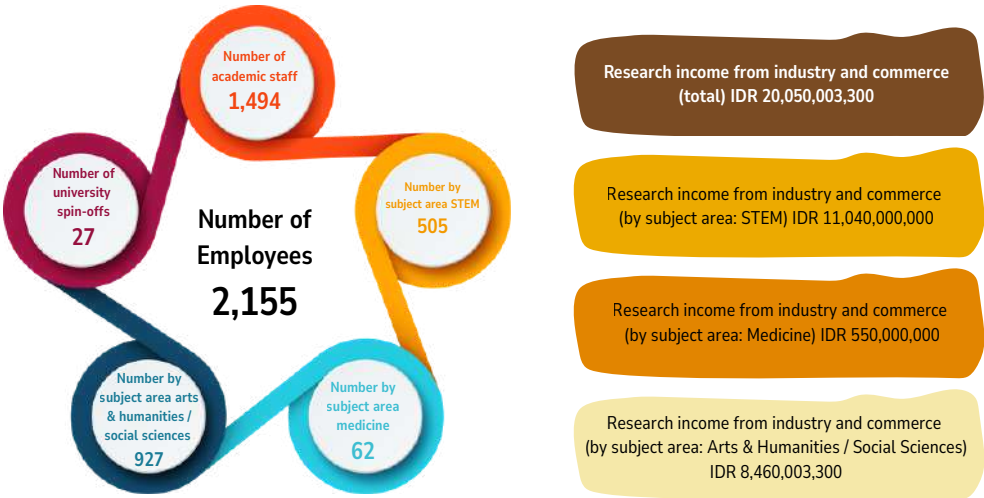 Number of
academic staff
1,494
Number by
subject area STEM
505
Number by
subject area
medicine
62
Number by
subject area arts
& humanities /
social sciences
927
Number of
university
spin-offs
27
Number of
Employees
2,155
Research income from industry and commerce
(total) IDR 20,050,003,300
Research income from industry and commerce
(by subject area: STEM) IDR 11,040,000,000
Research income from industry and commerce
(by subject area: Medicine) IDR 550,000,000
Research income from industry and commerce
(by subject area: Arts & Humanities / Social Sciences)
IDR 8,460,003,300